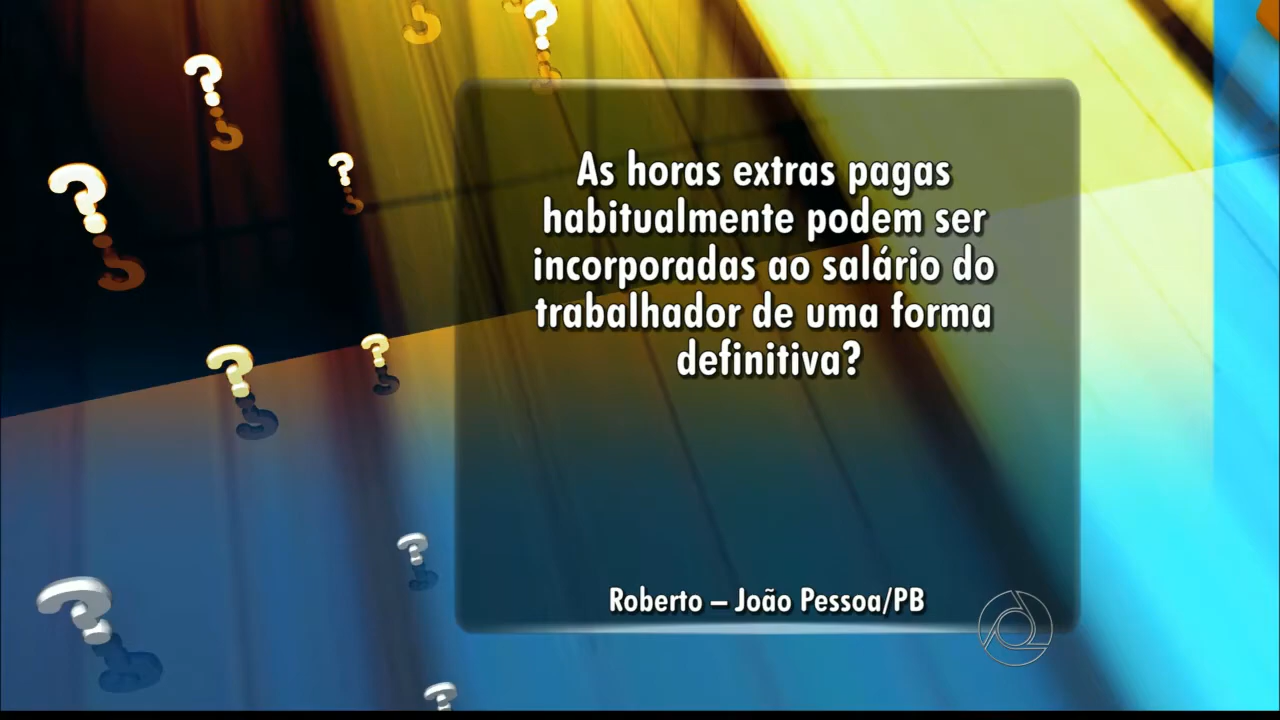 As horas extras pagas
habitualmente podem ser
incorporadas ao salário do
trabalhador de uma forma
definitiva?
Roberto – João Pessoa/PB